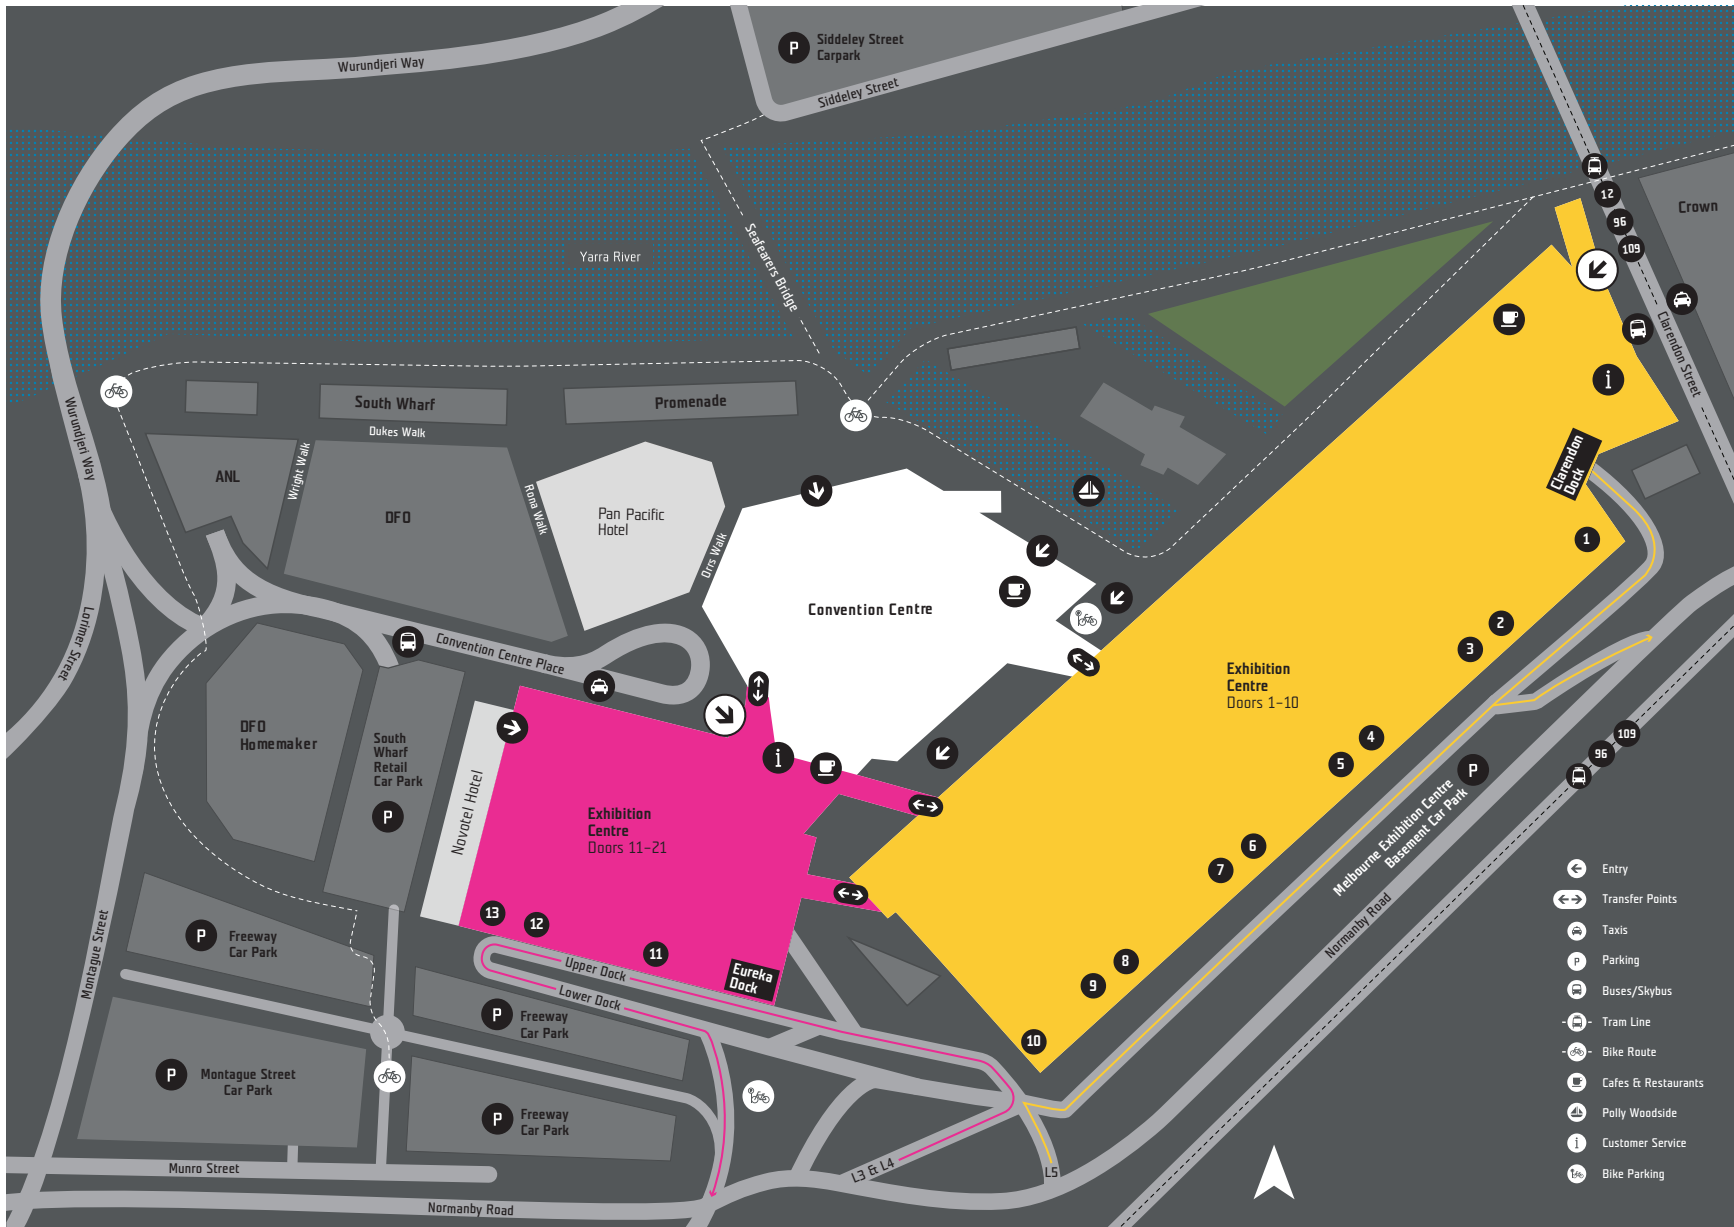 Siddeley Street
Carpark
P
Wurundjeri Way
Siddeley Street
Crown
12
96
109
Seafearers Bridge
Yarra River
Clarendon Street
i
South Wharf
Promenade
Dukes Walk
Wurundjeri Way
Wright Walk
ANL
DFO
Rona Walk
Pan Pacific
Hotel
Orris Walk
Clarendon
Dock
1
Convention Centre
2
3
Lorimer Street
Convention Centre Place
Exhibition
Centre
Doors 1-10
DFO
Homemaker
South
Wharf
Retail
Car Park
P
4
5
109
96
i
P
Melbourne Exhibition Centre
Basement Car Park
Novotel Hotel
Exhibition
Centre
Doors 11-21
6
7
Normanby Road
13
12
11
8
9
10
P
Freeway
Car Park
Montague Street
Upper Dock
Lower Dock
Eureka
Dock
P
Freeway
Car Park
P
Montague Street
Car Park
P
Freeway
Car Park
Munro Street
Normanby Road
L3 & L4
L5
Entry
Transfer Points
Taxis
P
Parking
Buses/Skybus
Tram Line
Bike Route
Cafes & Restaurants
Polly Woodside
i
Customer Service
Bike Parking